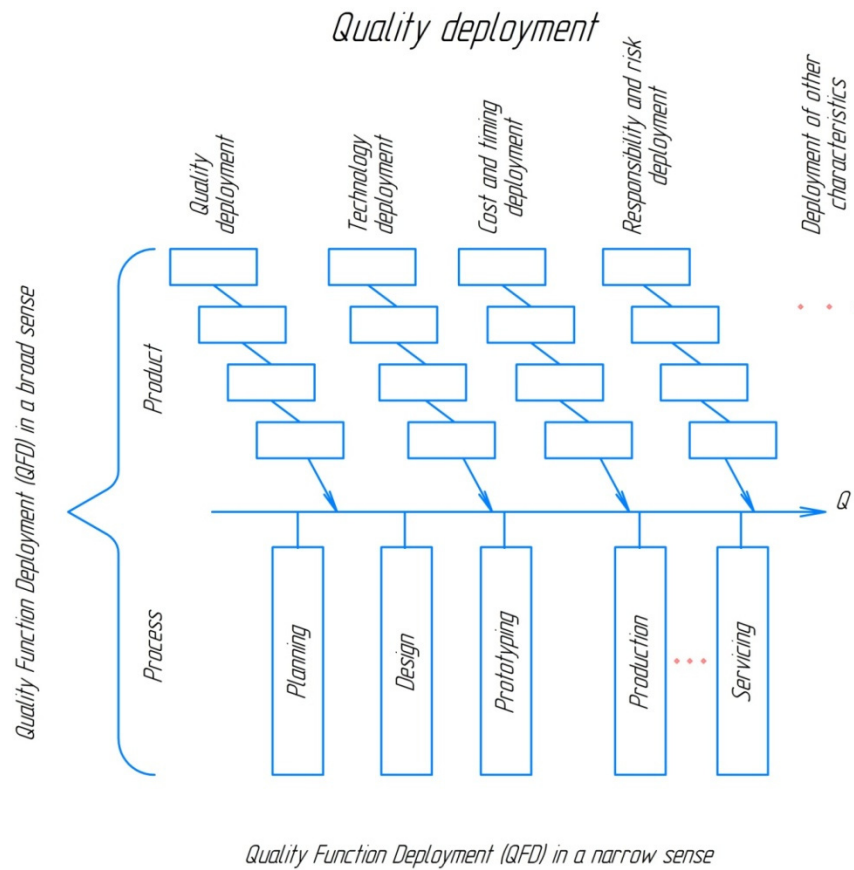 Quality deployment
Quality
deployment
Technology
deployment
Cost and timing
deployment
Responsibility and risk
deployment
Deployment of other
characteristics
Quality Function Deployment (QFD) in a broad sense
Product
Q
Process
Planning
Design
Prototyping
Production
Servicing
Quality Function Deployment (QFD) in a narrow sense